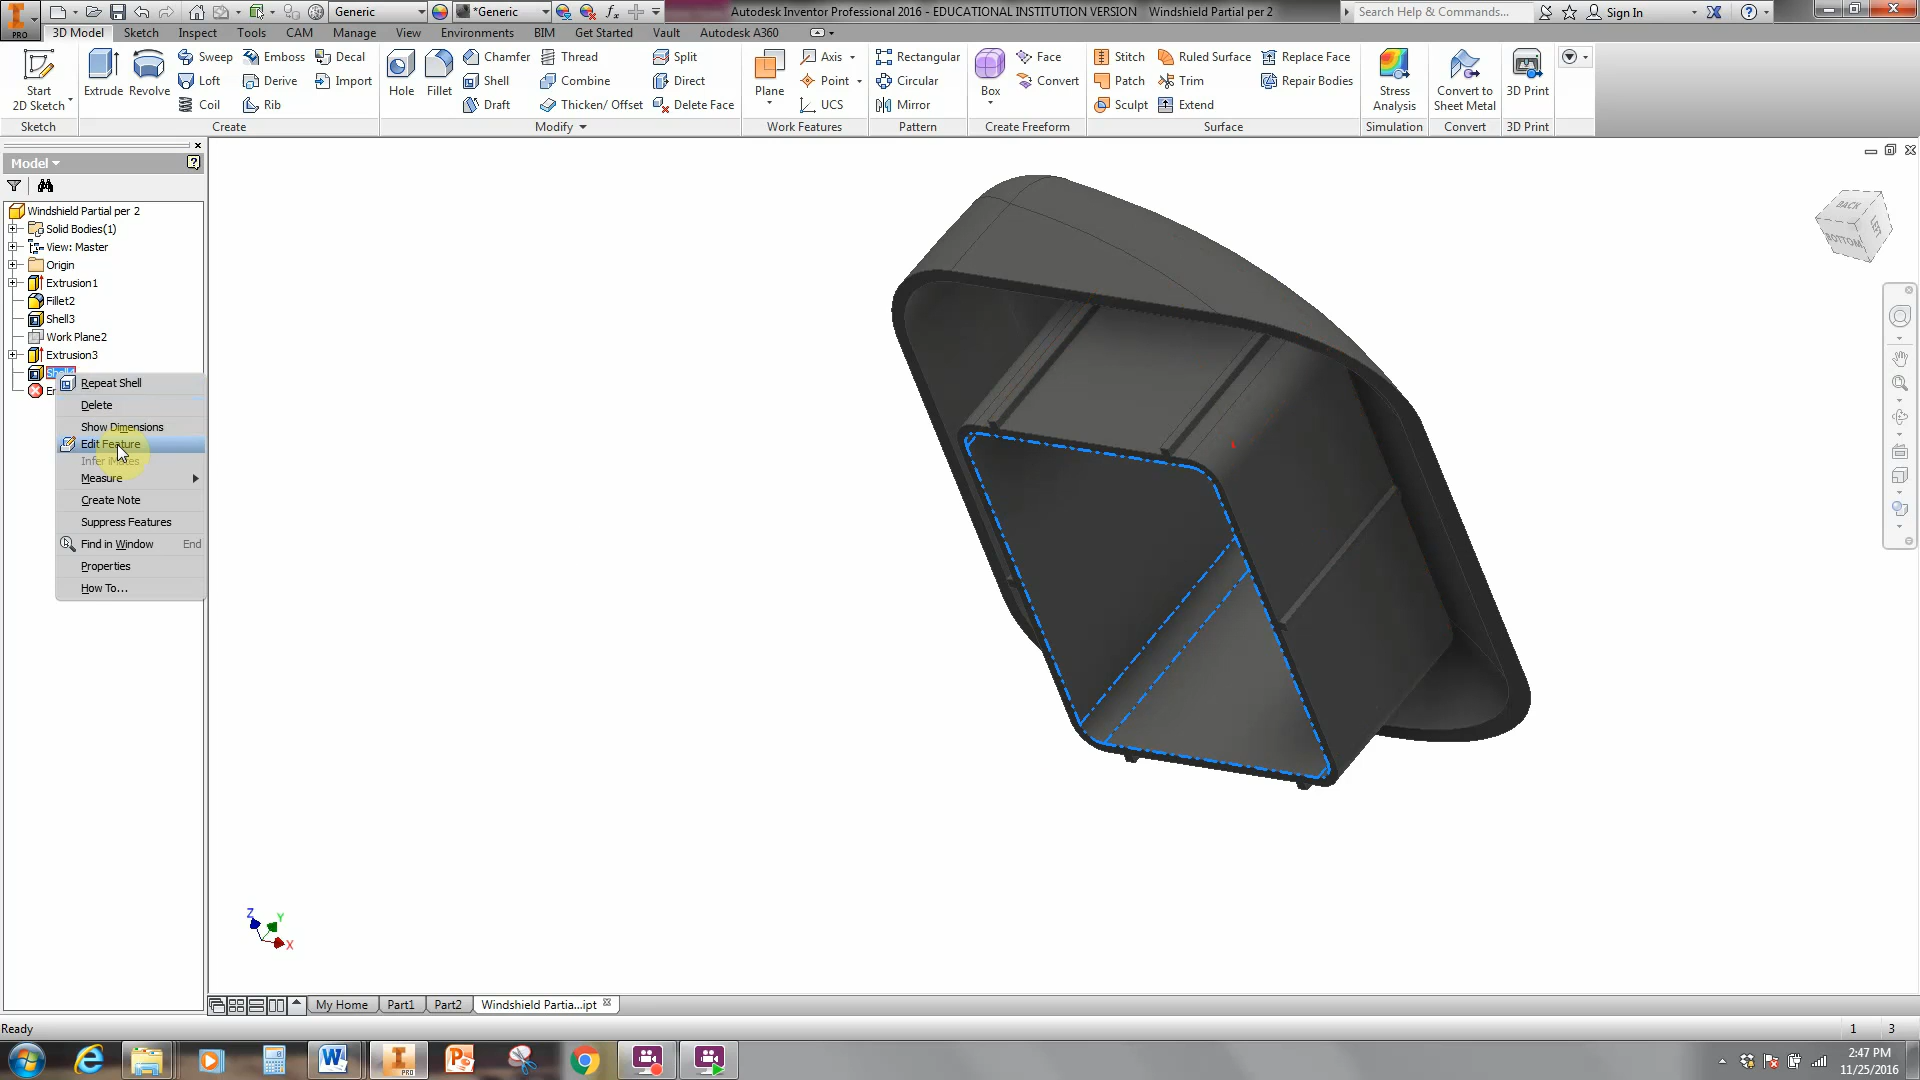 Generic
*Generic
Autodesk Inventor Professional 2016 - EDUCATIONAL INSTITUTION VERSION Windshield Partial per 2
Search Help & Commands...
Sign In
PRO
3D Model Sketch Inspect Tools CAM Manage View Environments BIM Get Started Vault Autodesk A360
Start
2D Sketch
Extrude
Revolve
Sweep
Loft
Coil
Emboss
Derive
Rib
Decal
Import
Hole
Fillet
Chamfer
Shell
Draft
Thread
Combine
Thicken/ Offset
Split
Direct
Delete Face
Plane
Axis
Point
UCS
Rectangular
Circular
Mirror
Box
Face
Convert
Stitch
Patch
Sculpt
Ruled Surface
Trim
Extend
Replace Face
Repair Bodies
Stress
Analysis
Convert to
Sheet Metal
3D Print
Sketch Create Modify Work Features Pattern Create Freeform Surface Simulation Convert 3D Print
Model
Windshield Partial per 2
Solid Bodies(1)
View: Master
Origin
Extrusion1
Fillet2
Shell3
Work Plane2
Extrusion3
Repeat Shell
Delete
Show Dimensions
Edit Feature
Infer iMates
Measure
Create Note
Suppress Features
Find in Window End
Properties
How To...
BACK
BOTTOM
Z
Y
X
My Home
Part1
Part2
Windshield Partia...ipt
Ready
1 3
PRO
2:47 PM
11/25/2016